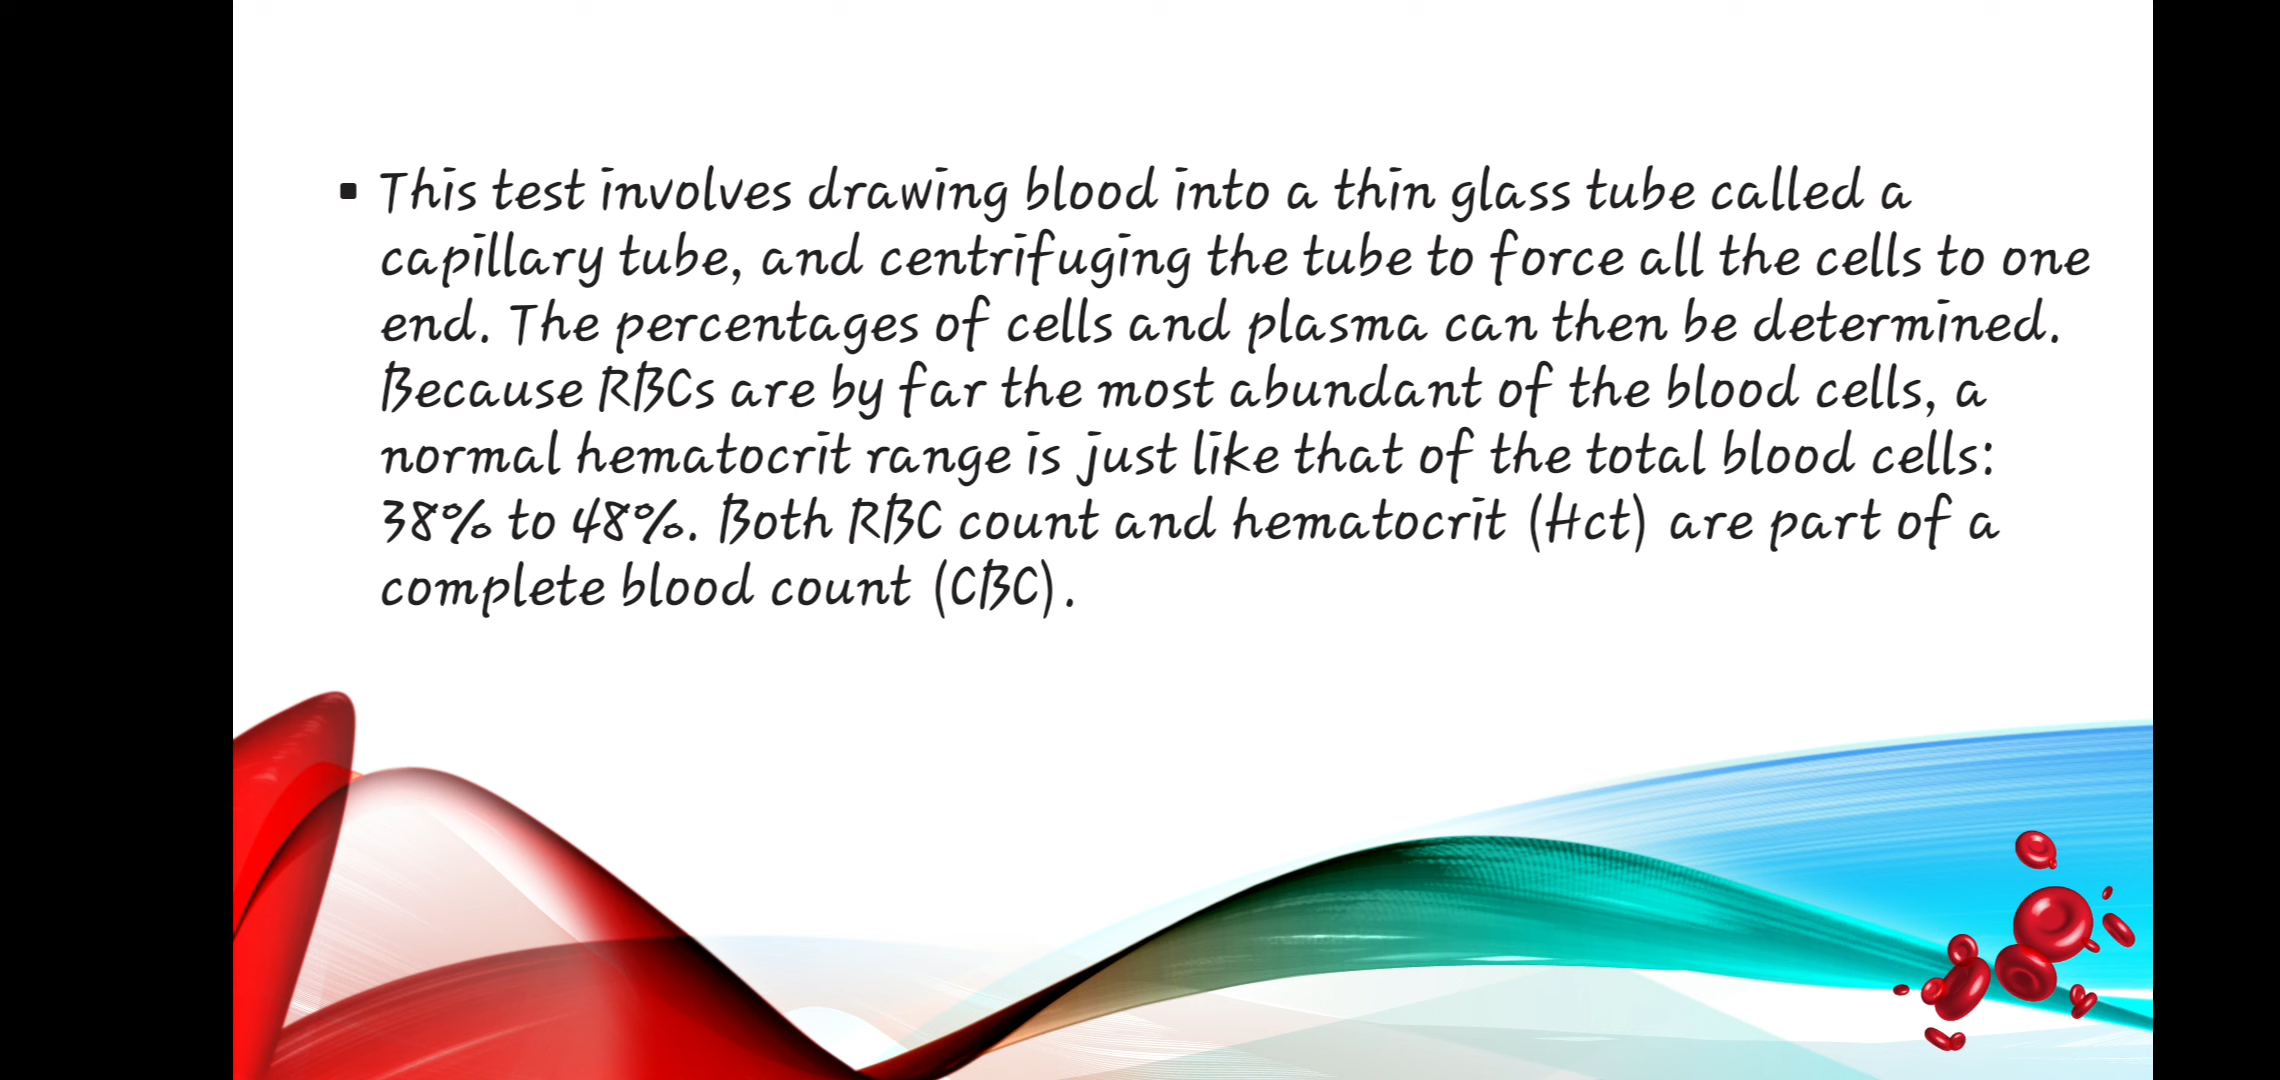 ▪ This test involves drawing blood into a thin glass tube called a
capillary tube, and centrifuging the tube to force all the cells to one
end. The percentages of cells and plasma can then be determined.
Because RBCs are by far the most abundant of the blood cells, a
normal hematocrit range is just like that of the total blood cells:
38% to 48%. Both RBC count and hematocrit (Hct) are part of a
complete blood count (CBC).